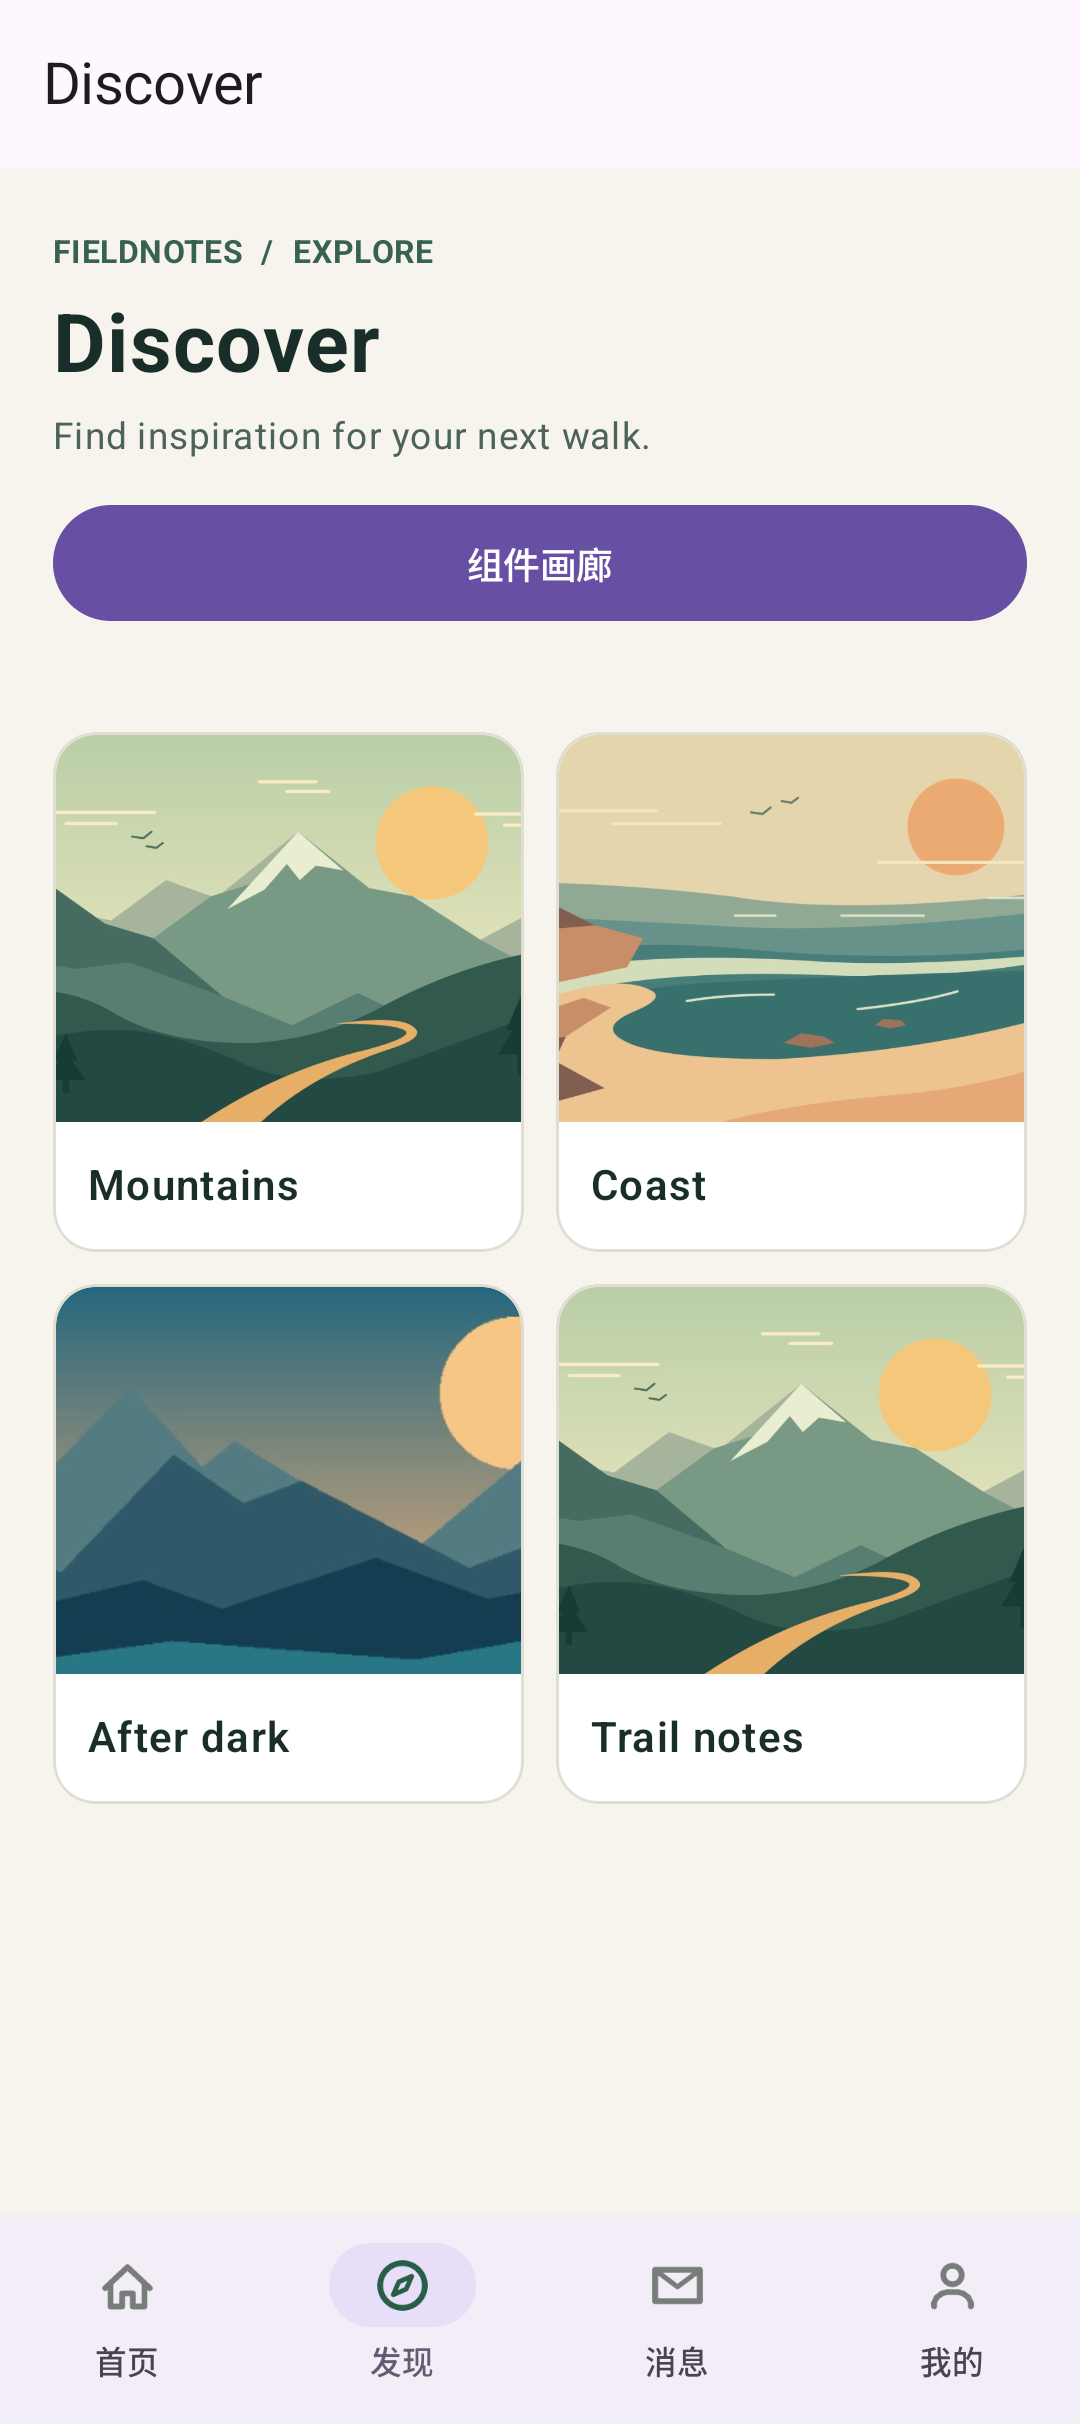 Discover
FIELDNOTES / EXPLORE
Discover
Find inspiration for your next walk.
组件画廊
Mountains
Coast
After dark
Trail notes
首页
发现
消息
我的